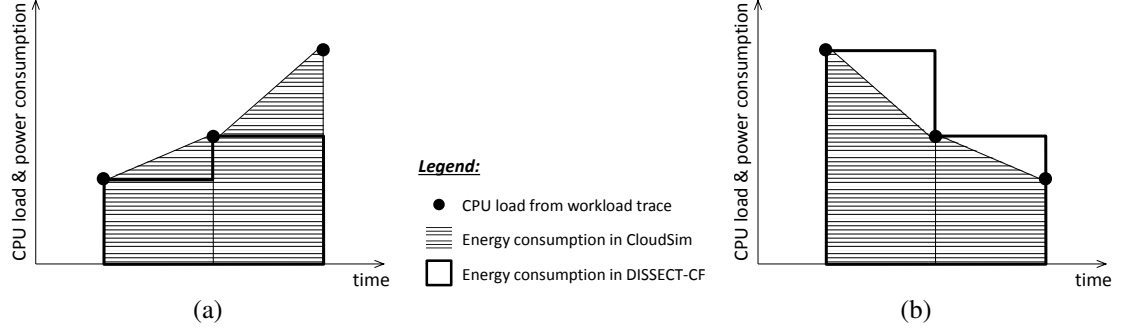 CPU load & power consumption
time
(a)
Legend:
CPU load from workload trace
Energy consumption in CloudSim
Energy consumption in DISSECT-CF
CPU load & power consumption
time
(b)